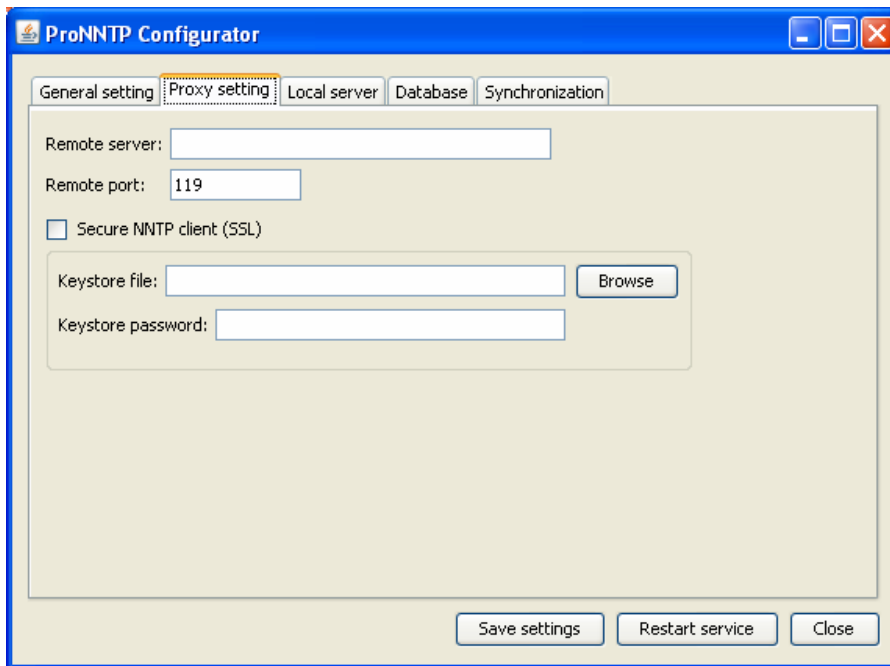 ProNNTP Configurator
General setting Proxy setting Local server Database Synchronization
Remote server:
Remote port: 119
Secure NNTP client (SSL)
Keystore file: Browse
Keystore password:
Save settings Restart service Close